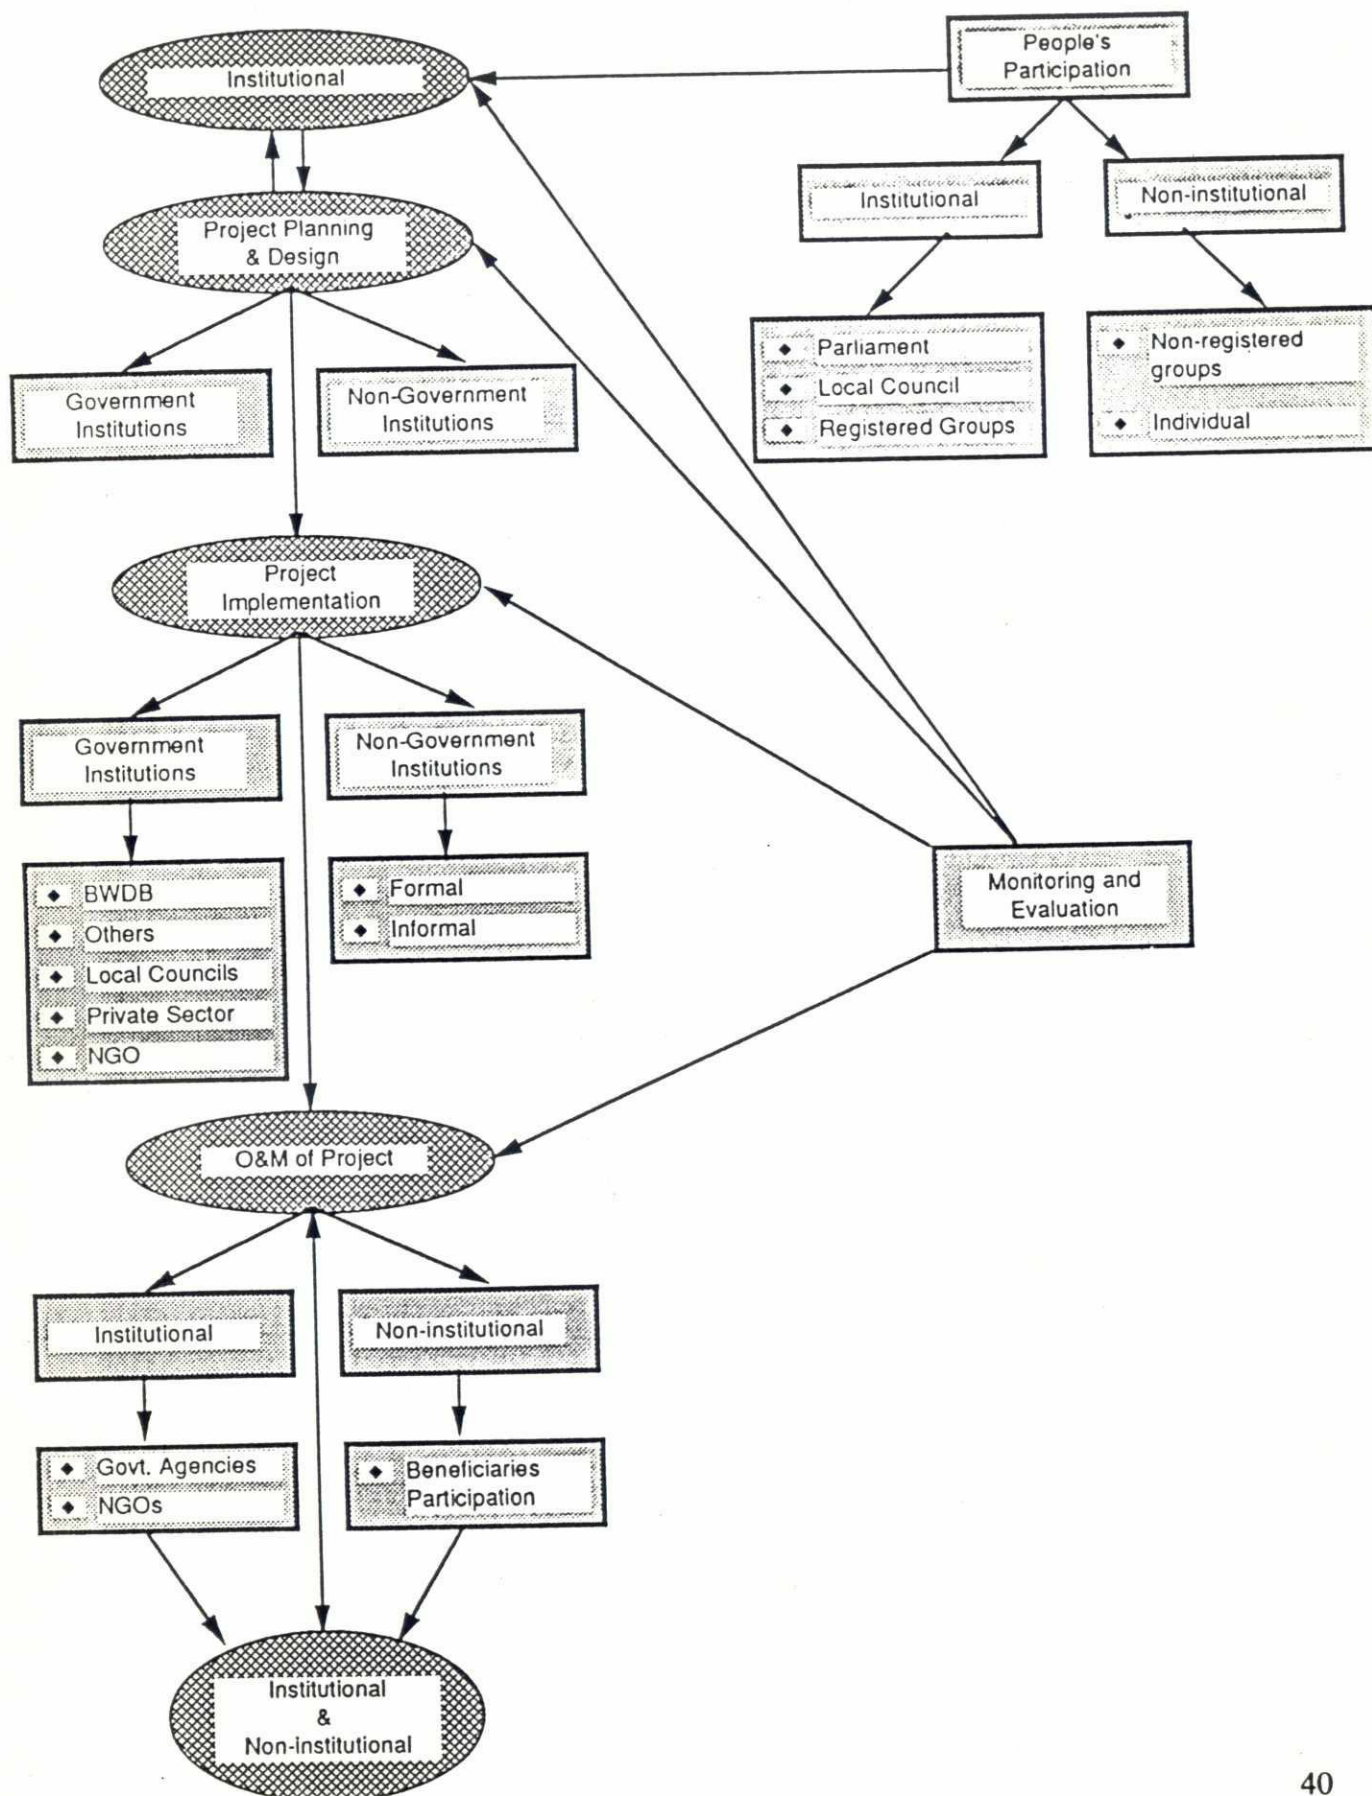 Institutional
People's
Participation
Institutional
Non-institutional
Project Planning
& Design
Parliament
Local Council
Registered Groups
Non-registered
groups
Individual
Government
Institutions
Non-Government
Institutions
Project
Implementation
Government
Institutions
Non-Government
Institutions
BWDB
Others
Local Councils
Private Sector
NGO
Formal
Informal
Monitoring and
Evaluation
O&M of Project
Institutional
Non-institutional
Govt. Agencies
NGOs
Beneficiaries
Participation
Institutional
&
Non-institutional
40